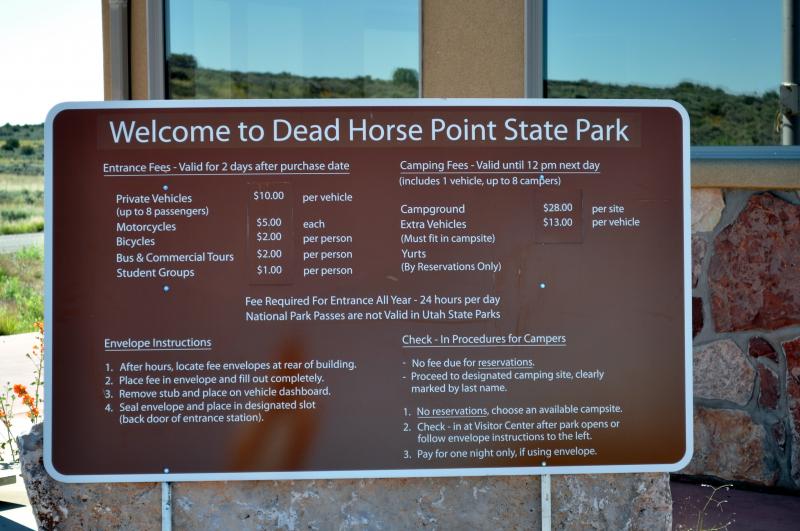 Welcome to Dead Horse Point State Park
Entrance Fees - Valid for 2 days after purchase date
Private Vehicles $10.00 per vehicle
(up to 8 passengers)
Motorcycles $5.00 each
Bicycles $2.00 per person
Bus & Commercial Tours $2.00 per person
Student Groups $1.00 per person
Camping Fees - Valid until 12 pm next day
(includes 1 vehicle, up to 8 campers)
Campground $28.00 per site
Extra Vehicles $13.00 per vehicle
(Must fit in campsite)
Yurts
(By Reservations Only)
Fee Required For Entrance All Year - 24 hours per day
National Park Passes are not Valid in Utah State Parks
Envelope Instructions
1. After hours, locate fee envelopes at rear of building.
2. Place fee in envelope and fill out completely.
3. Remove stub and place on vehicle dashboard.
4. Seal envelope and place in designated slot
(back door of entrance station).
Check - In Procedures for Campers
- No fee due for reservations.
- Proceed to designated camping site, clearly
marked by last name.
1. No reservations, choose an available campsite.
2. Check - in at Visitor Center after park opens or
follow envelope instructions to the left.
3. Pay for one night only, if using envelope.